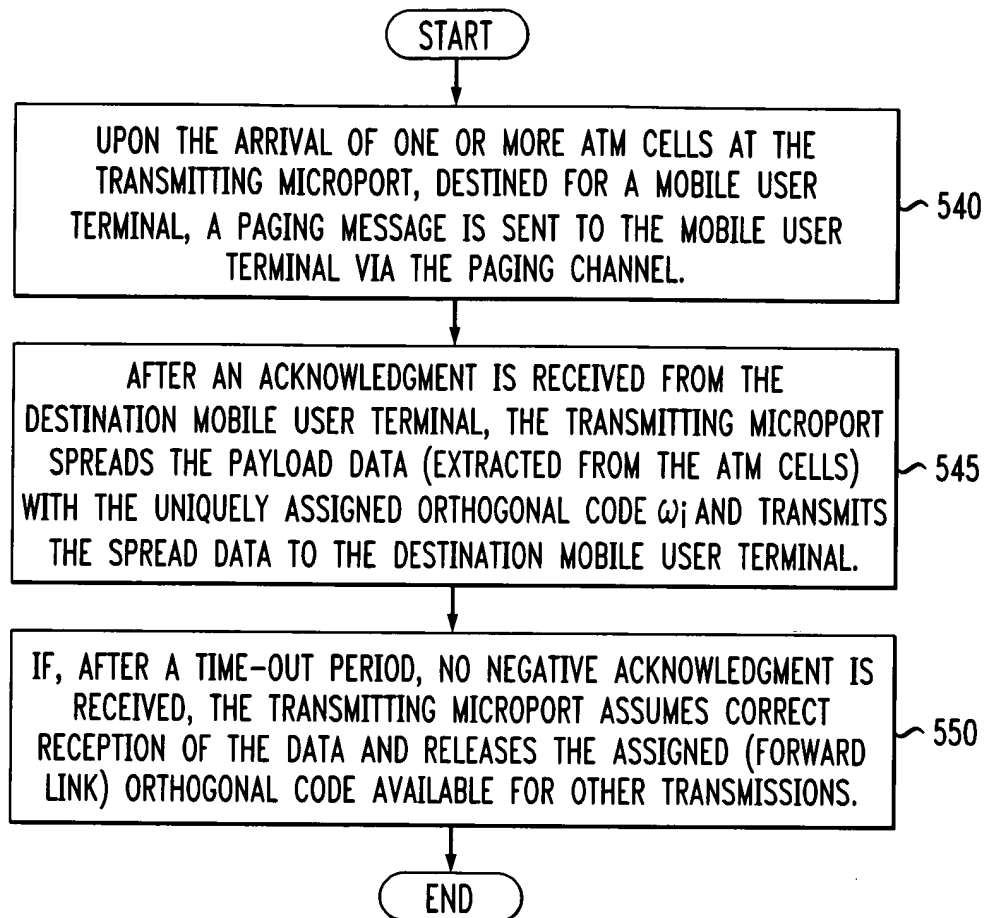 START
UPON THE ARRIVAL OF ONE OR MORE ATM CELLS AT THE
TRANSMITTING MICROPORT, DESTINED FOR A MOBILE USER
TERMINAL, A PAGING MESSAGE IS SENT TO THE MOBILE USER
TERMINAL VIA THE PAGING CHANNEL.
540
AFTER AN ACKNOWLEDGMENT IS RECEIVED FROM THE
DESTINATION MOBILE USER TERMINAL, THE TRANSMITTING MICROPORT
SPREADS THE PAYLOAD DATA (EXTRACTED FROM THE ATM CELLS)
WITH THE UNIQUELY ASSIGNED ORTHOGONAL CODE ωi AND TRANSMITS
THE SPREAD DATA TO THE DESTINATION MOBILE USER TERMINAL.
545
IF, AFTER A TIME-OUT PERIOD, NO NEGATIVE ACKNOWLEDGMENT IS
RECEIVED, THE TRANSMITTING MICROPORT ASSUMES CORRECT
RECEPTION OF THE DATA AND RELEASES THE ASSIGNED (FORWARD
LINK) ORTHOGONAL CODE AVAILABLE FOR OTHER TRANSMISSIONS.
550
END